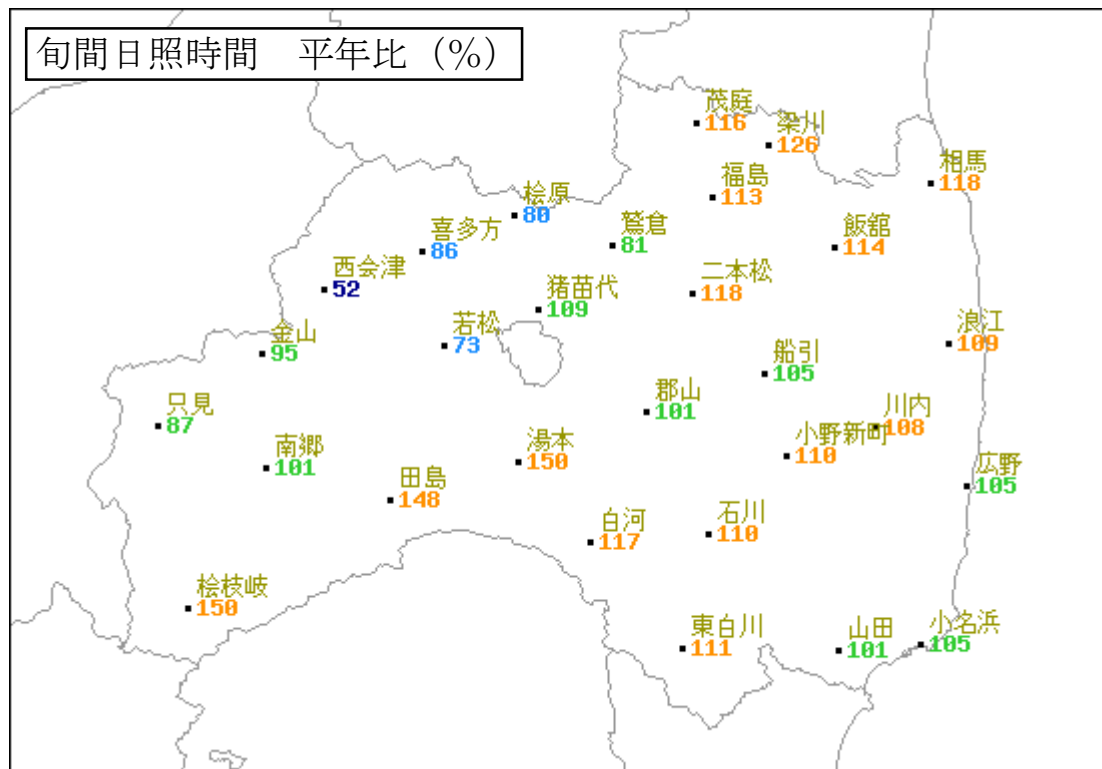 旬間日照時間 平年比（％）
茂庭
116
梁川
126
相馬
118
福島
113
桧原
80
鷲倉
81
喜多方
86
飯舘
114
西会津
52
二本松
118
猪苗代
109
金山
95
若松
73
浪江
109
船引
105
只見
87
郡山
101
川内
108
南郷
101
湯本
150
小野新町
110
田島
148
広野
105
白河
117
石川
110
桧枝岐
150
東白川
111
山田
101
小名浜
105